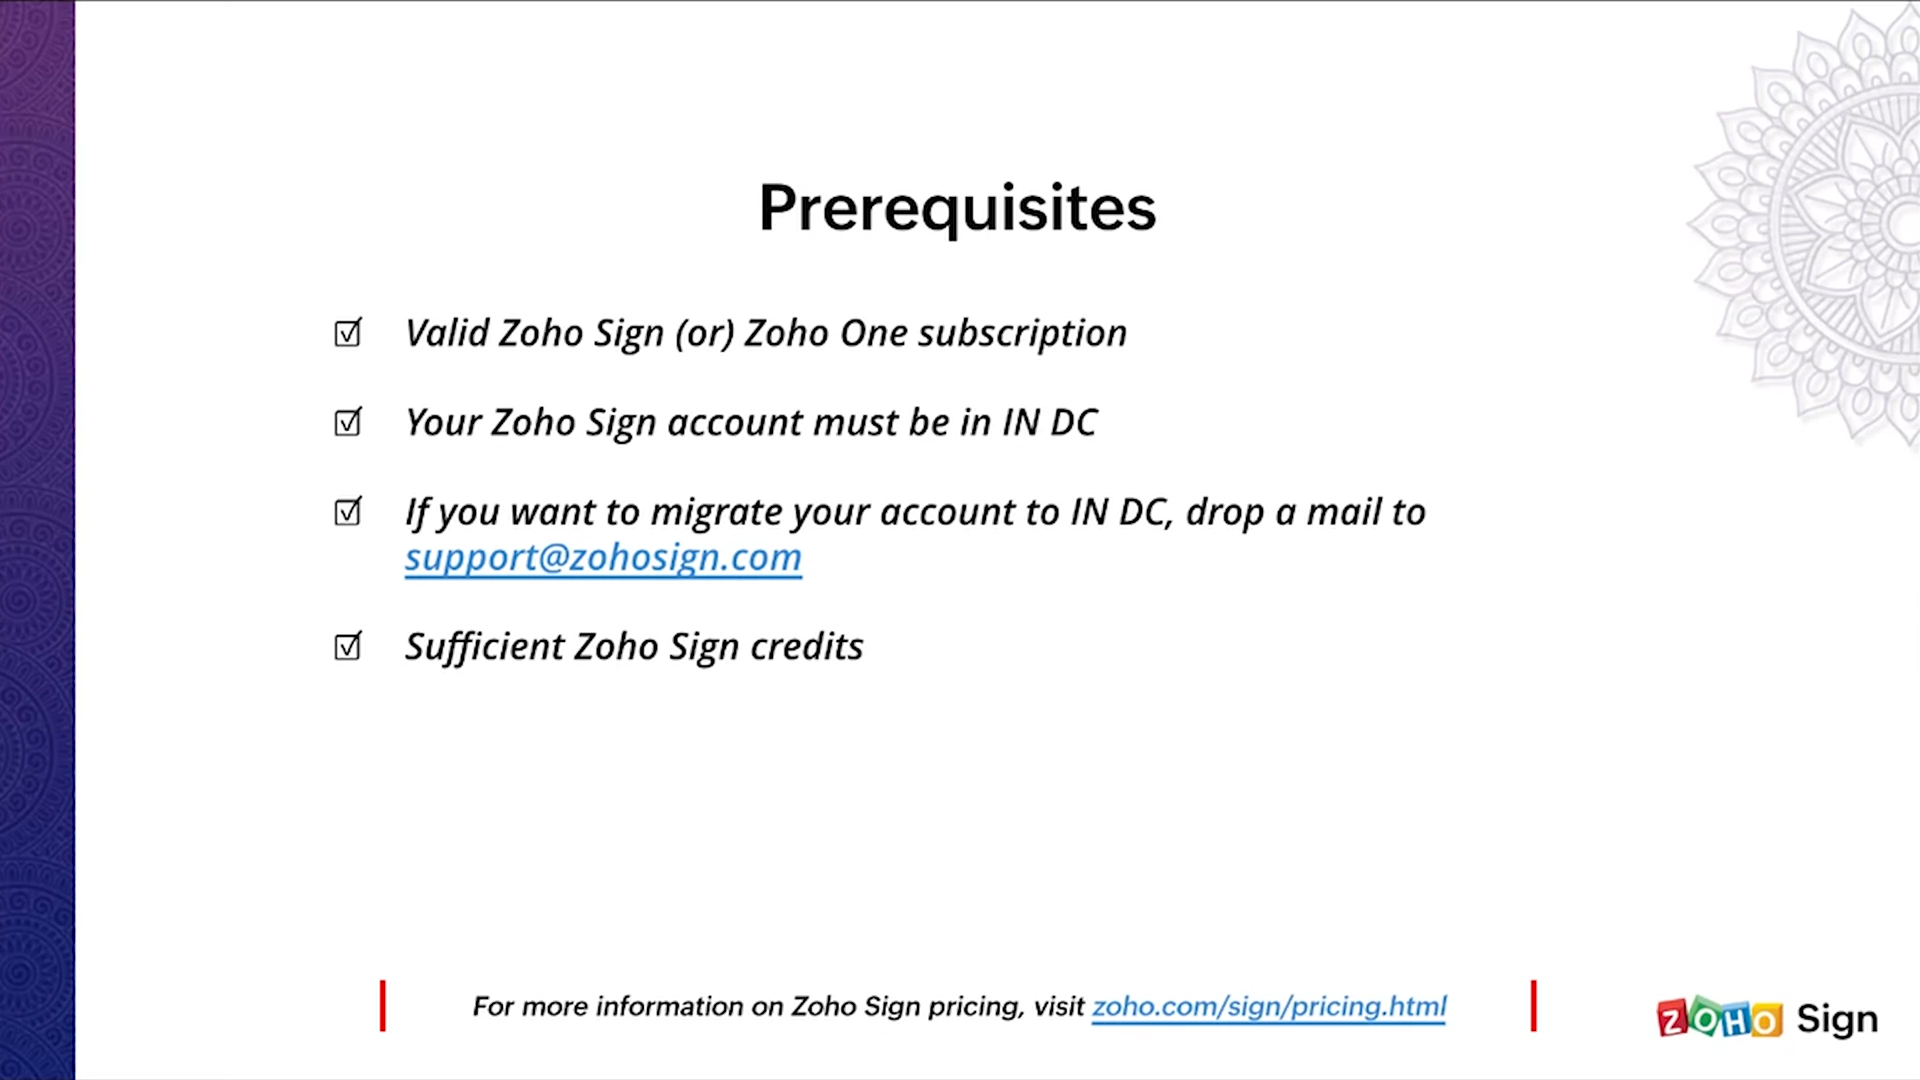 Prerequisites
☑ Valid Zoho Sign (or) Zoho One subscription
☑ Your Zoho Sign account must be in IN DC
☑ If you want to migrate your account to IN DC, drop a mail to
support@zohosign.com
☑ Sufficient Zoho Sign credits
For more information on Zoho Sign pricing, visit zoho.com/sign/pricing.html
ZOHO Sign